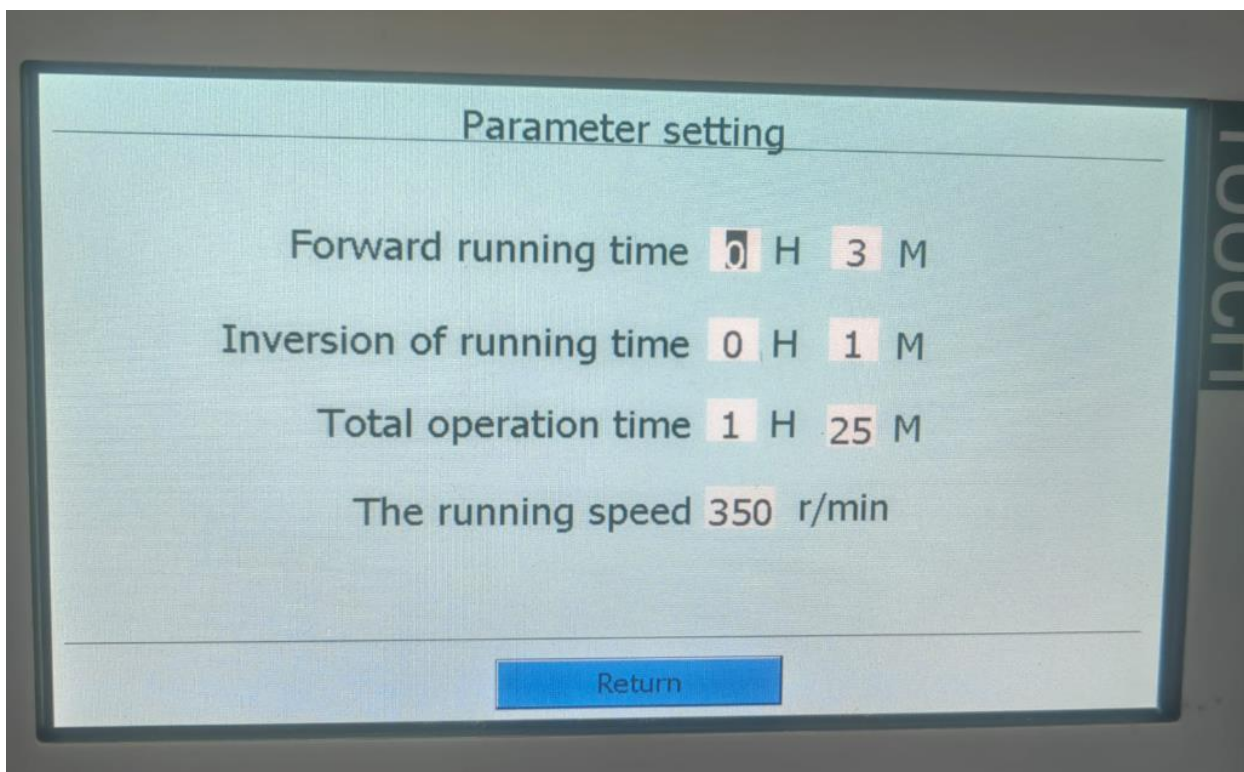 Parameter setting
Forward running time 0 H 3 M
Inversion of running time 0 H 1 M
Total operation time 1 H 25 M
The running speed 350 r/min
Return
TOUCH